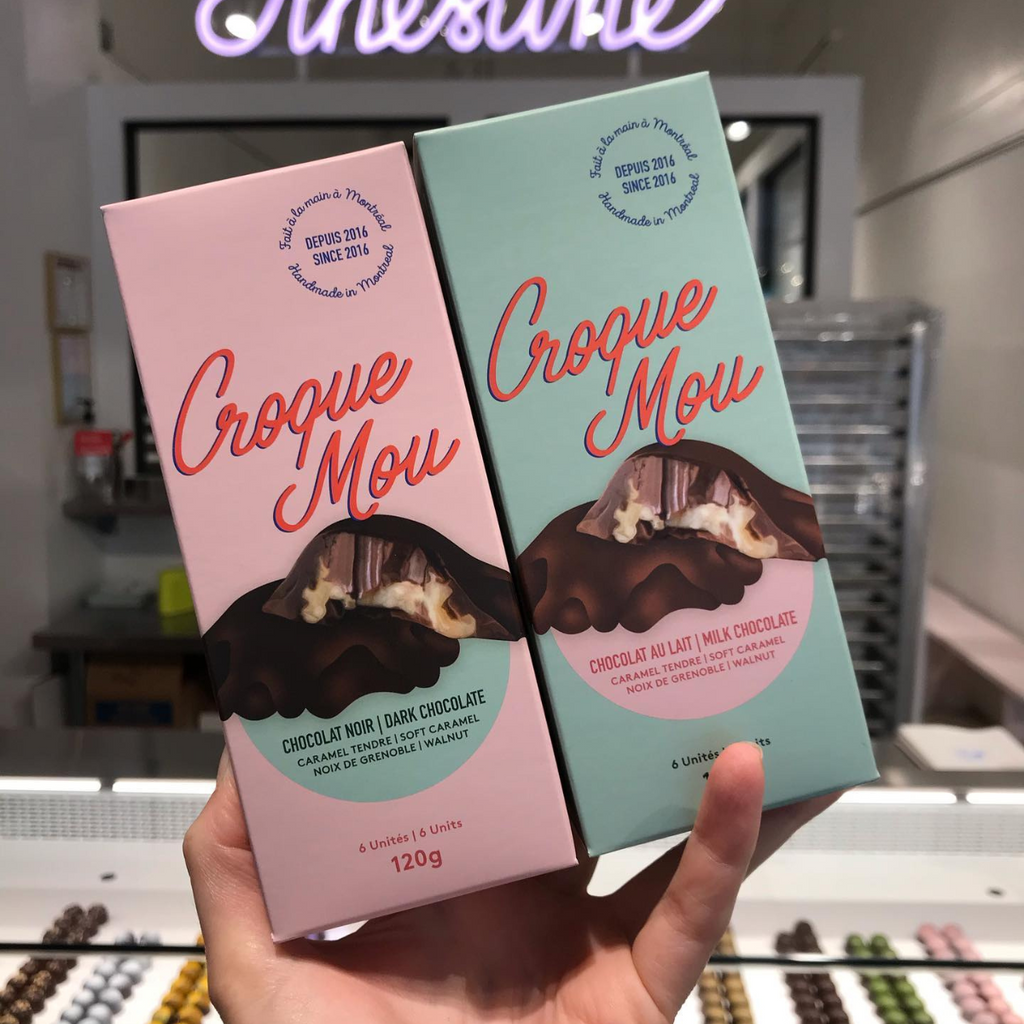 Fait à la main à Montréal
DEPUIS 2016
SINCE 2016
Handmade in Montreal
Croque
Mou
CHOCOLAT NOIR | DARK CHOCOLATE
CARAMEL TENDRE | SOFT CARAMEL
NOIX DE GRENOBLE | WALNUT
6 Unités | 6 Units
120g
Fait à la main à Montréal
DEPUIS 2016
SINCE 2016
Handmade in Montreal
Croque
Mou
CHOCOLAT AU LAIT | MILK CHOCOLATE
CARAMEL TENDRE | SOFT CARAMEL
NOIX DE GRENOBLE | WALNUT
6 Unités